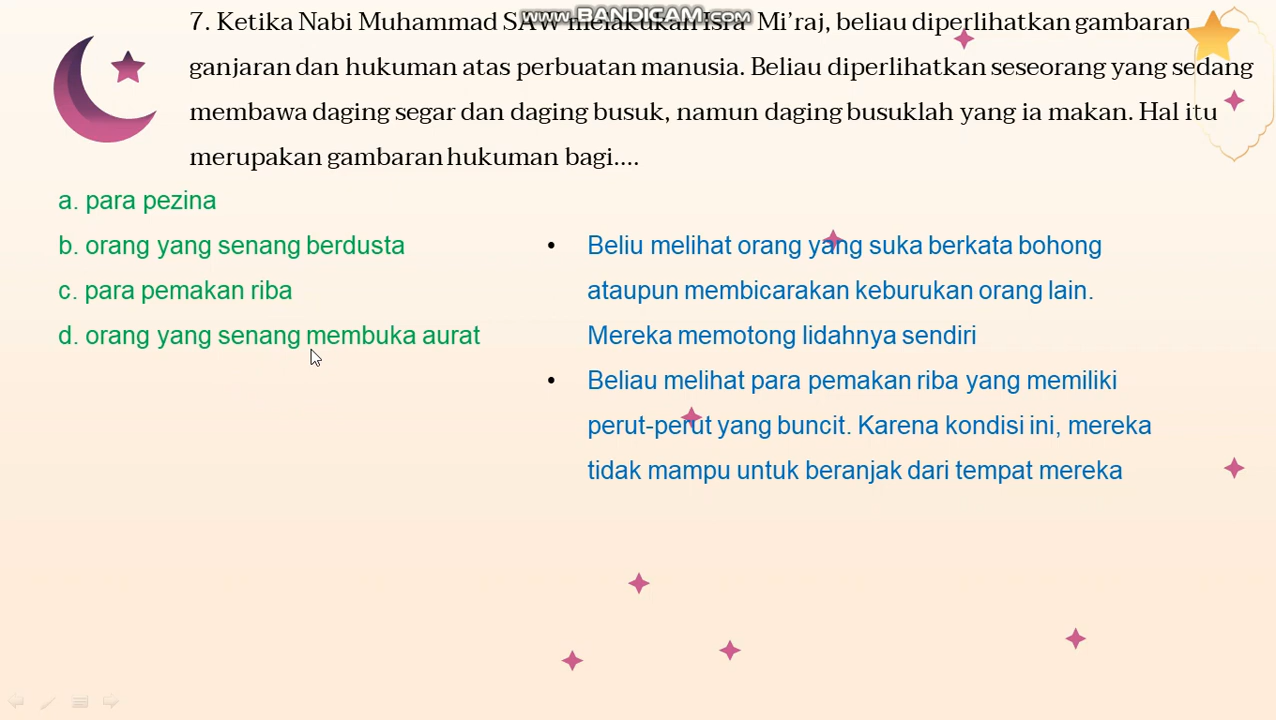 www.BANDICAM.com
7. Ketika Nabi Muhammad SAW melakukan Isra' Mi'raj, beliau diperlihatkan gambaran
ganjaran dan hukuman atas perbuatan manusia. Beliau diperlihatkan seseorang yang sedang
membawa daging segar dan daging busuk, namun daging busuklah yang ia makan. Hal itu
merupakan gambaran hukuman bagi....
a. para pezina
b. orang yang senang berdusta
c. para pemakan riba
d. orang yang senang membuka aurat
• Beliu melihat orang yang suka berkata bohong
ataupun membicarakan keburukan orang lain.
Mereka memotong lidahnya sendiri
• Beliau melihat para pemakan riba yang memiliki
perut-perut yang buncit. Karena kondisi ini, mereka
tidak mampu untuk beranjak dari tempat mereka